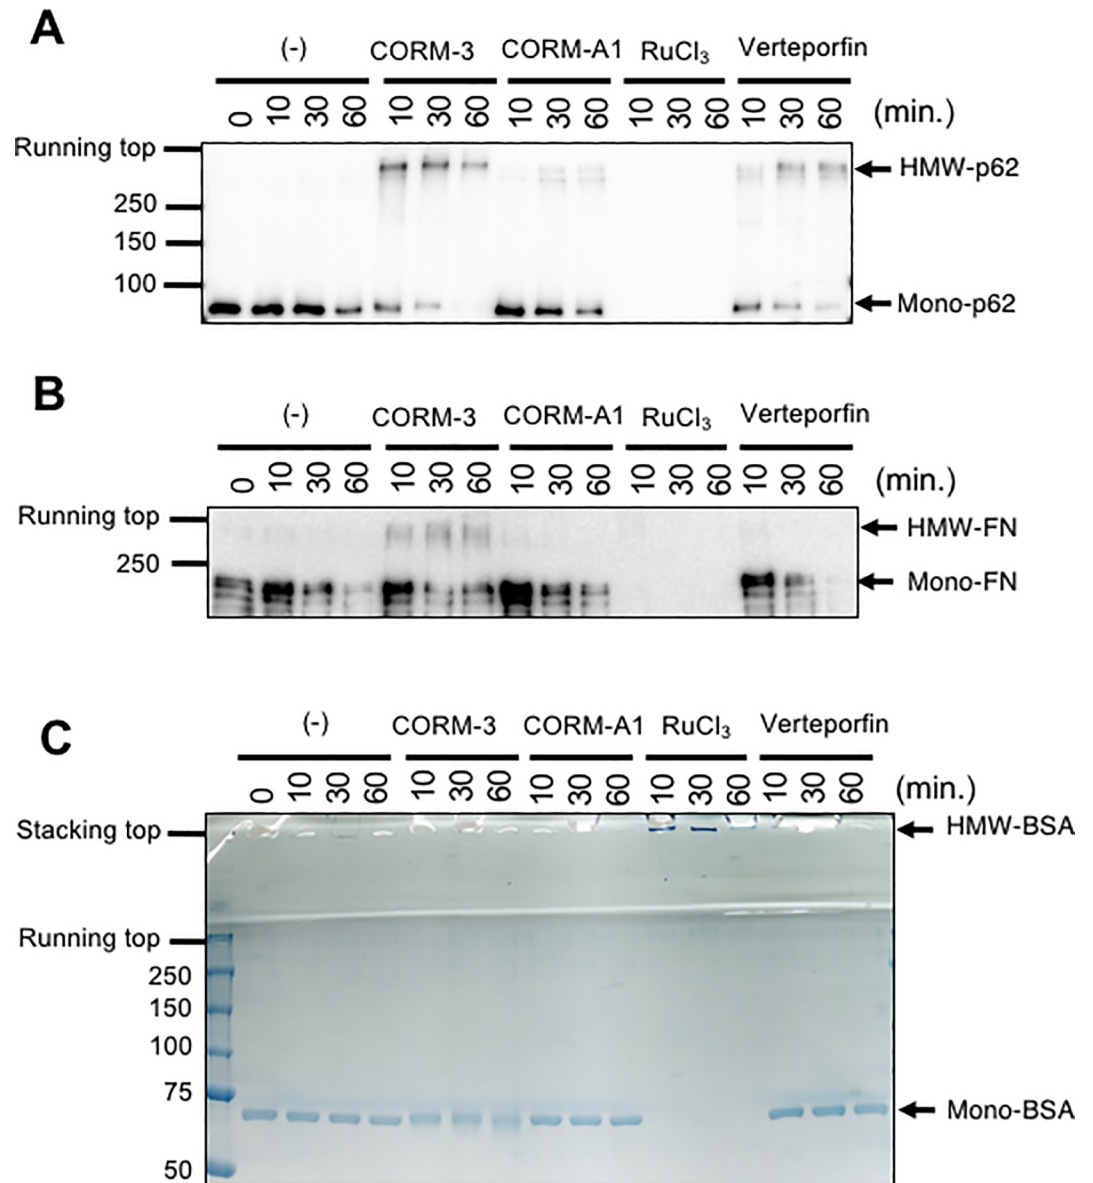 A
(-) CORM-3 CORM-A1 RuCl₃ Verteporfin
0 10 30 60 10 30 60 10 30 60 10 30 60 10 30 60 (min.)
Running top
HMW-p62
250
150
100
Mono-p62
B
(-) CORM-3 CORM-A1 RuCl₃ Verteporfin
0 10 30 60 10 30 60 10 30 60 10 30 60 10 30 60 (min.)
Running top
HMW-FN
250
Mono-FN
C
(-) CORM-3 CORM-A1 RuCl₃ Verteporfin
0 10 30 60 10 30 60 10 30 60 10 30 60 10 30 60 (min.)
Stacking top
HMW-BSA
Running top
250
150
100
75
Mono-BSA
50